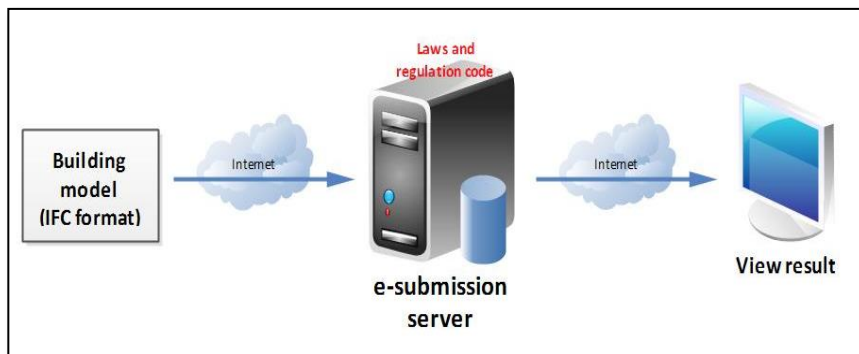 Laws and
regulation code
Building
model
(IFC format)
Internet
e-submission
server
Internet
View result